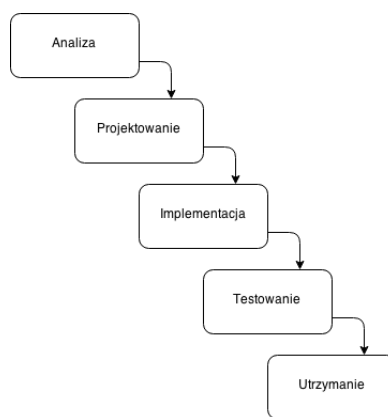 Analiza
Projektowanie
Implementacja
Testowanie
Utrzymanie